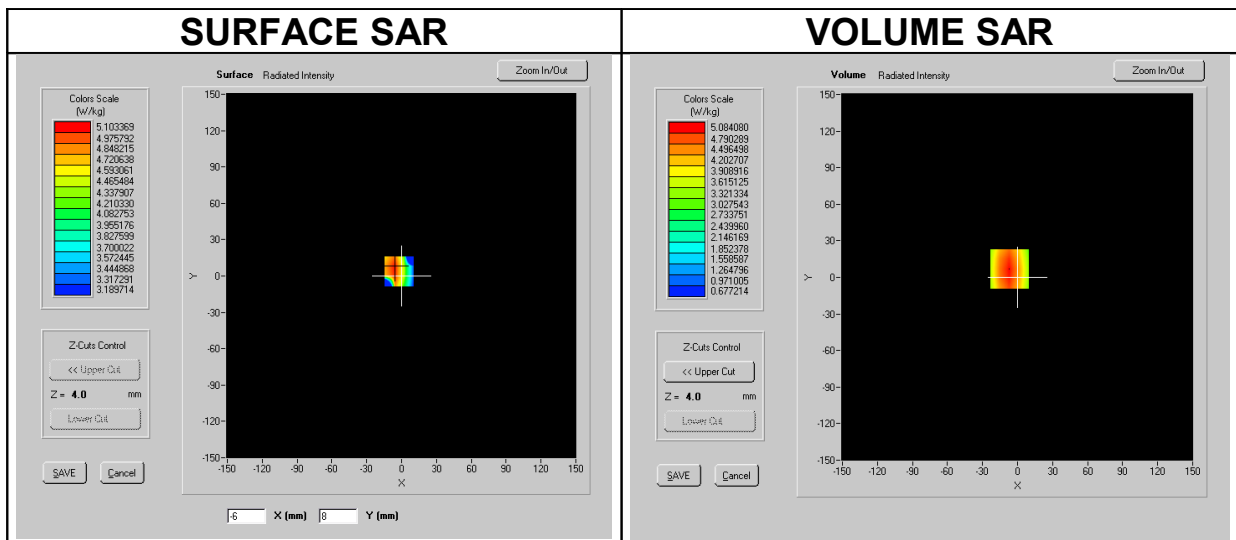 SURFACE SAR
VOLUME SAR
Surface Radiated Intensity
Zoom In/Out
Colors Scale
(W/kg)
5.103369
4.975792
4.848215
4.720638
4.593061
4.465484
4.337907
4.210330
4.082753
3.955176
3.827599
3.700022
3.572445
3.444868
3.317291
3.189714
150
120
90
60
30
0
-30
-60
-90
-120
-150
Y
-150 -120 -90 -60 -30 0 30 60 90 120 150
X
Z-Cuts Control
<< Upper Cut
Z = 4.0 mm
Lower Cut
SAVE Cancel
-6 X (mm) 8 Y (mm)
Volume Radiated Intensity
Zoom In/Out
Colors Scale
(W/kg)
5.084080
4.790289
4.496498
4.202707
3.908916
3.615125
3.321334
3.027543
2.733751
2.439960
2.146169
1.852378
1.558587
1.264796
0.971005
0.677214
150
120
90
60
30
0
-30
-60
-90
-120
-150
Y
-150 -120 -90 -60 -30 0 30 60 90 120 150
X
Z-Cuts Control
<< Upper Cut
Z = 4.0 mm
Lower Cut
SAVE Cancel